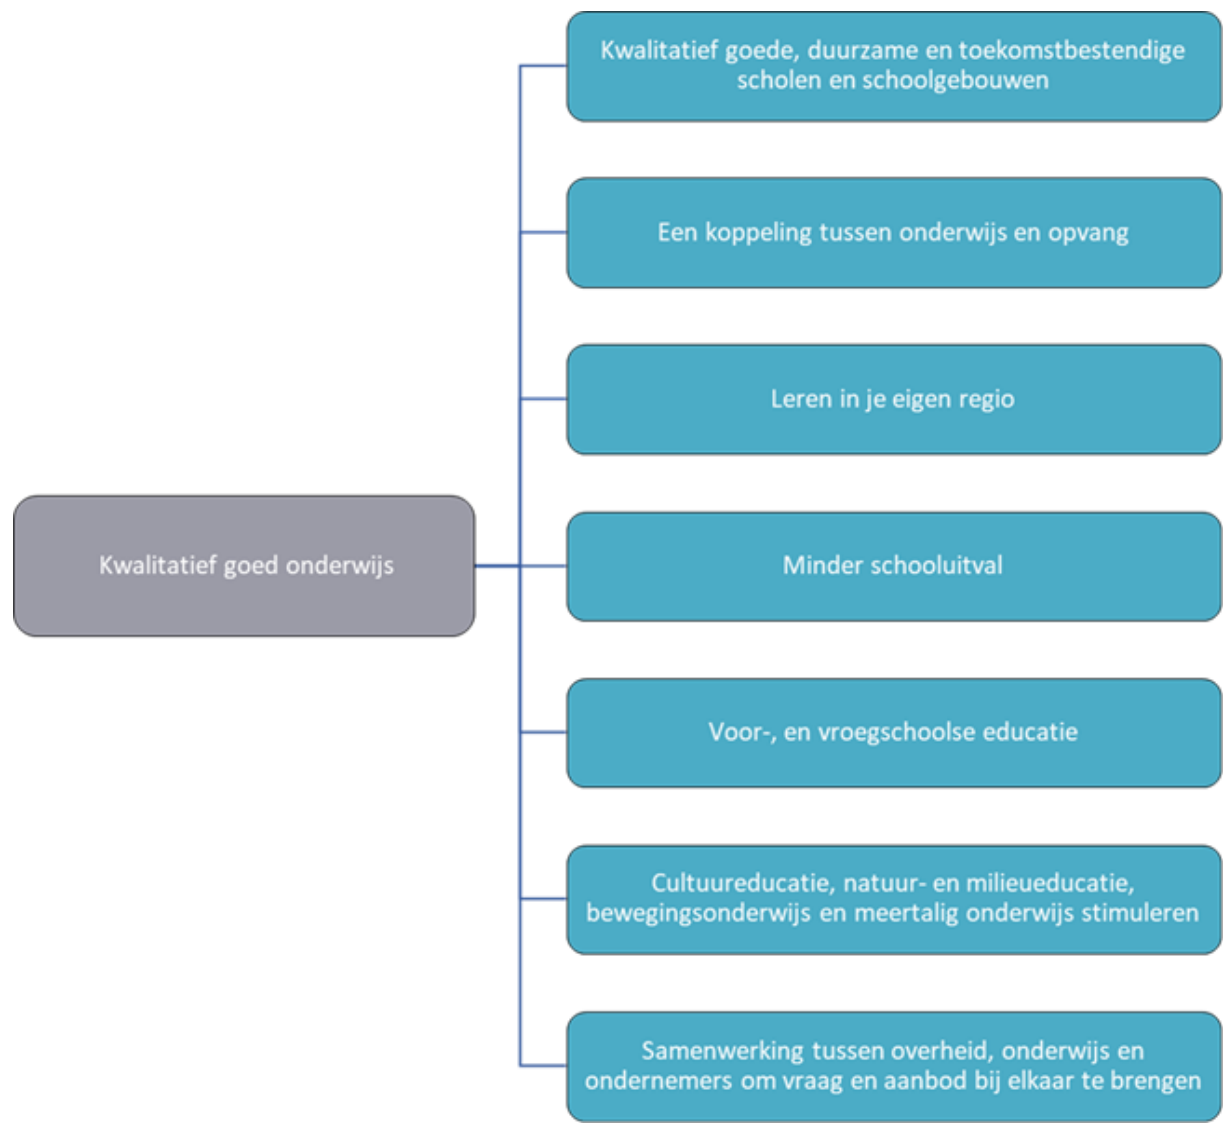 Kwalitatief goede, duurzame en toekomstbestendige
scholen en schoolgebouwen
Een koppeling tussen onderwijs en opvang
Leren in je eigen regio
Kwalitatief goed onderwijs
Minder schooluitval
Voor-, en vroegschoolse educatie
Cultuureducatie, natuur- en milieueducatie,
bewegingsonderwijs en meertalig onderwijs stimuleren
Samenwerking tussen overheid, onderwijs en
ondernemers om vraag en aanbod bij elkaar te brengen